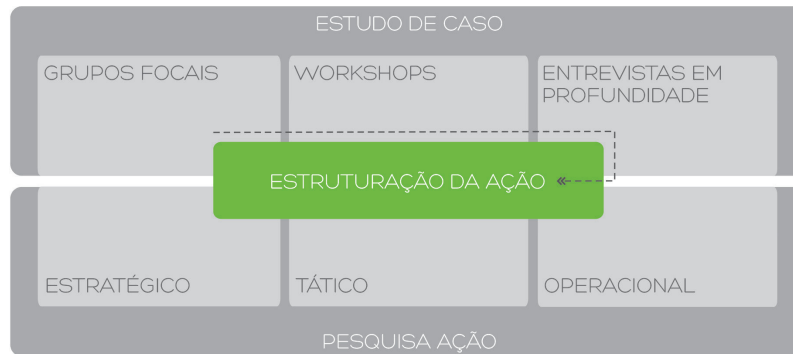 ESTUDO DE CASO
GRUPOS FOCAIS
WORKSHOPS
ENTREVISTAS EM
PROFUNDIDADE
ESTRUTURAÇÃO DA AÇÃO
ESTRATÉGICO
TÁTICO
OPERACIONAL
PESQUISA AÇÃO